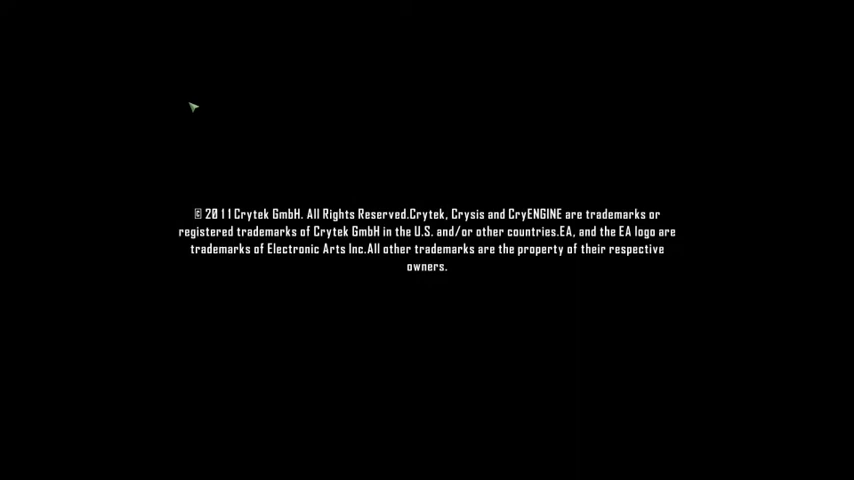 © 2011 Crytek GmbH. All Rights Reserved.Crytek, Crysis and CryENGINE are trademarks or
registered trademarks of Crytek GmbH in the U.S. and/or other countries.EA, and the EA logo are
trademarks of Electronic Arts Inc.All other trademarks are the property of their respective
owners.